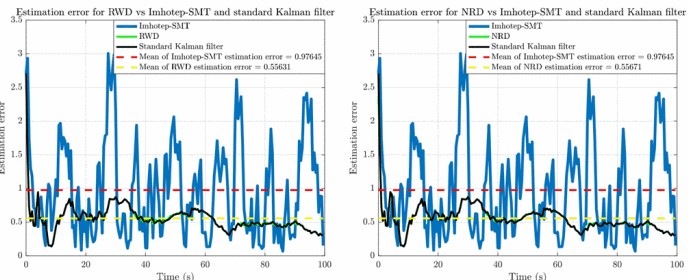 Estimation error for RWD vs Imhotep-SMT and standard Kalman filter
Imhotep-SMT
RWD
Standard Kalman filter
Mean of Imhotep-SMT estimation error = 0.97645
Mean of RWD estimation error = 0.55631
Estimation error
3.5
3
2.5
2
1.5
1
0.5
0
0 20 40 60 80 100
Time (s)
Estimation error for NRD vs Imhotep-SMT and standard Kalman filter
Imhotep-SMT
NRD
Standard Kalman filter
Mean of Imhotep-SMT estimation error = 0.97645
Mean of NRD estimation error = 0.55671
Estimation error
3.5
3
2.5
2
1.5
1
0.5
0
0 20 40 60 80 100
Time (s)